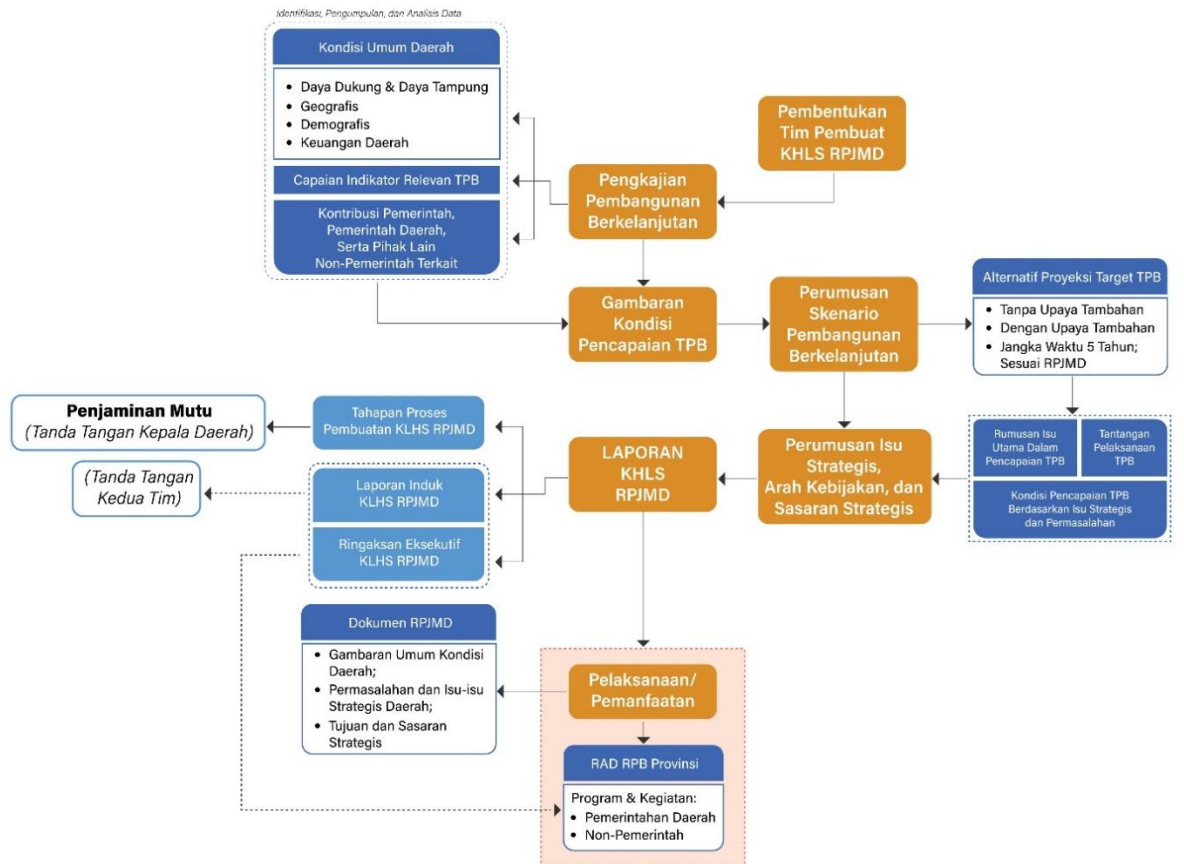 Identifikasi, Pengumpulan, dan Analisis Data
Kondisi Umum Daerah
• Daya Dukung & Daya Tampung
• Geografis
• Demografis
• Keuangan Daerah
Capaian Indikator Relevan TPB
Kontribusi Pemerintah,
Pemerintah Daerah,
Serta Pihak Lain
Non-Pemerintah Terkait
Pembentukan
Tim Pembuat
KHLS RPJMD
Pengkajian
Pembangunan
Berkelanjutan
Gambaran
Kondisi
Pencapaian TPB
Perumusan
Skenario
Pembangunan
Berkelanjutan
Alternatif Proyeksi Target TPB
• Tanpa Upaya Tambahan
• Dengan Upaya Tambahan
• Jangka Waktu 5 Tahun;
Sesuai RPJMD
Rumusan Isu
Utama Dalam
Pencapaian TPB
Tantangan
Pelaksanaan
TPB
Kondisi Pencapaian TPB
Berdasarkan Isu Strategis
dan Permasalahan
Perumusan Isu
Strategis,
Arah Kebijakan, dan
Sasaran Strategis
LAPORAN
KHLS
RPJMD
Tahapan Proses
Pembuatan KLHS RPJMD
Laporan Induk
KLHS RPJMD
Ringaksan Eksekutif
KLHS RPJMD
Penjaminan Mutu
(Tanda Tangan Kepala Daerah)
(Tanda Tangan
Kedua Tim)
Dokumen RPJMD
• Gambaran Umum Kondisi
Daerah;
• Permasalahan dan Isu-isu
Strategis Daerah;
• Tujuan dan Sasaran
Strategis
Pelaksanaan/
Pemanfaatan
RAD RPB Provinsi
Program & Kegiatan:
• Pemerintahan Daerah
• Non-Pemerintah